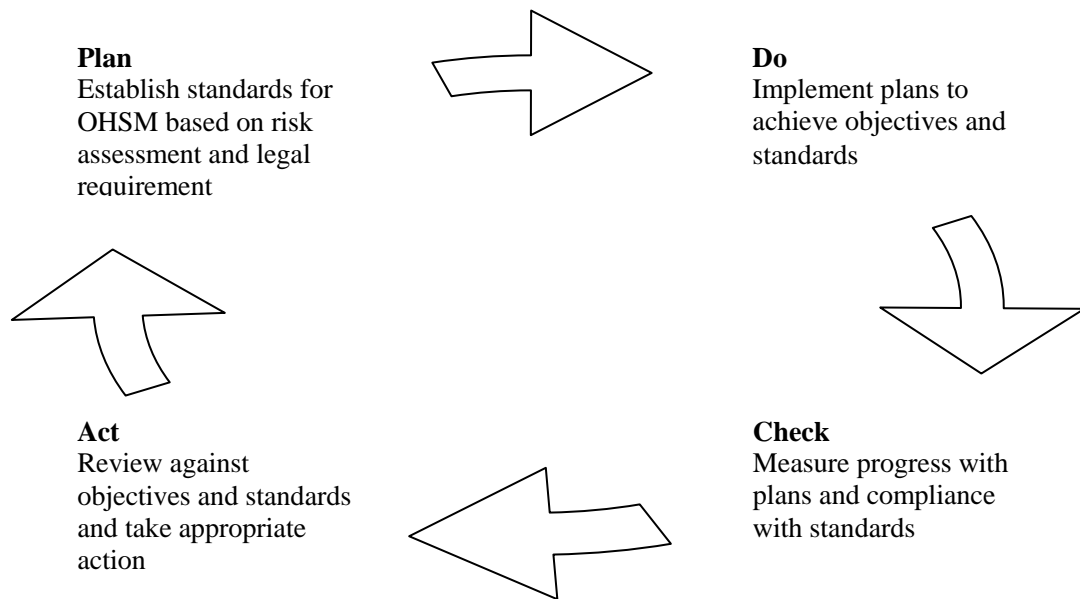 Plan
Establish standards for
OHSM based on risk
assessment and legal
requirement
Do
Implement plans to
achieve objectives and
standards
Check
Measure progress with
plans and compliance
with standards
Act
Review against
objectives and standards
and take appropriate
action